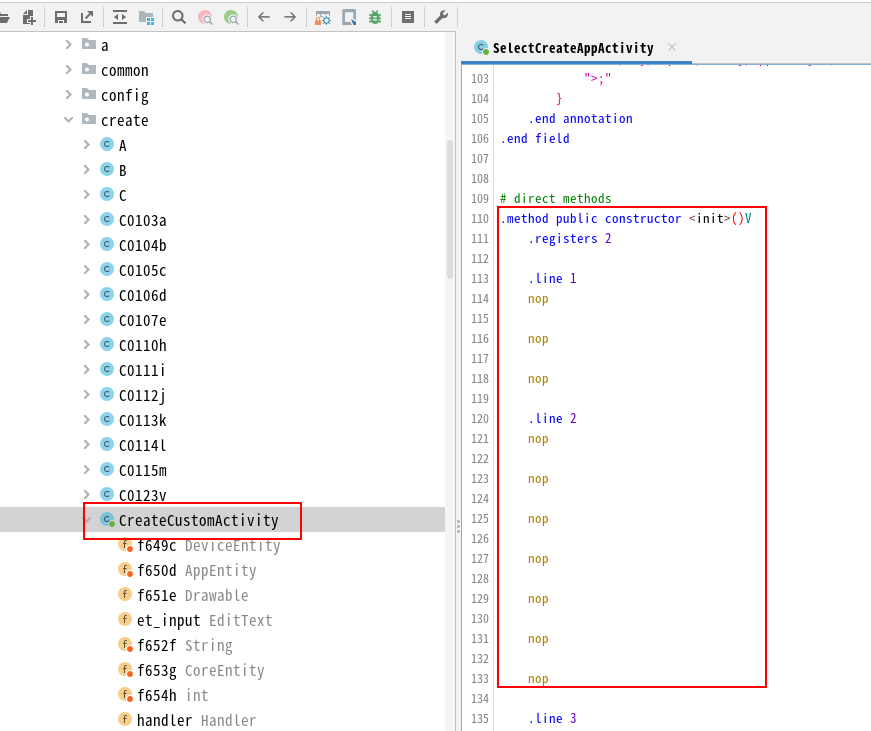 a
common
config
create
A
B
C
C0103a
C0104b
C0105c
C0106d
C0107e
C0110h
C0111i
C0112j
C0113k
C0114l
C0115m
C0123v
CreateCustomActivity
f649c DeviceEntity
f650d AppEntity
f651e Drawable
et_input EditText
f652f String
f653g CoreEntity
f654h int
handler Handler
SelectCreateAppActivity
103 ">;"
104 }
105 .end annotation
106 .end field
107
108
109 # direct methods
110 .method public constructor <init>()V
111 .registers 2
112
113 .line 1
114 nop
115
116 nop
117
118 nop
119
120 .line 2
121 nop
122
123 nop
124
125 nop
126
127 nop
128
129 nop
130
131 nop
132
133 nop
134
135 .line 3